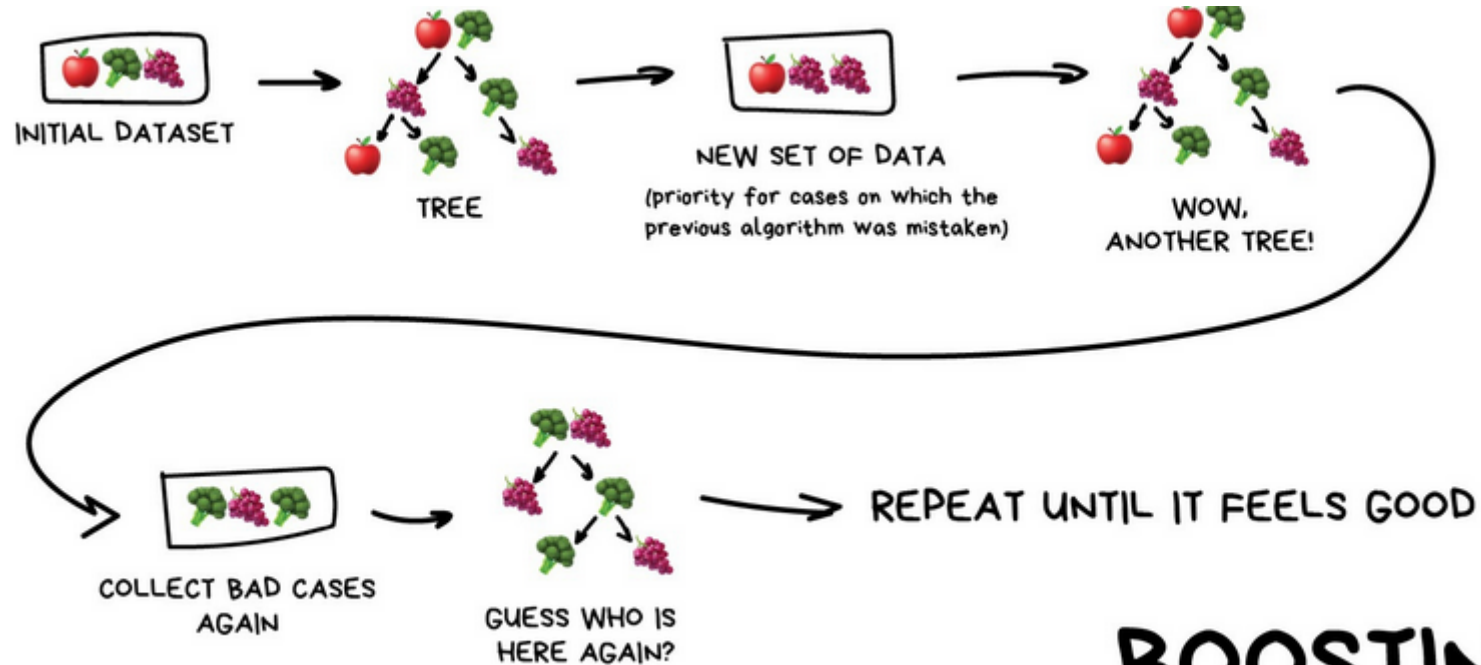 INITIAL DATASET
TREE
NEW SET OF DATA
(priority for cases on which the
previous algorithm was mistaken)
WOW,
ANOTHER TREE!
COLLECT BAD CASES
AGAIN
GUESS WHO IS
HERE AGAIN?
REPEAT UNTIL IT FEELS GOOD